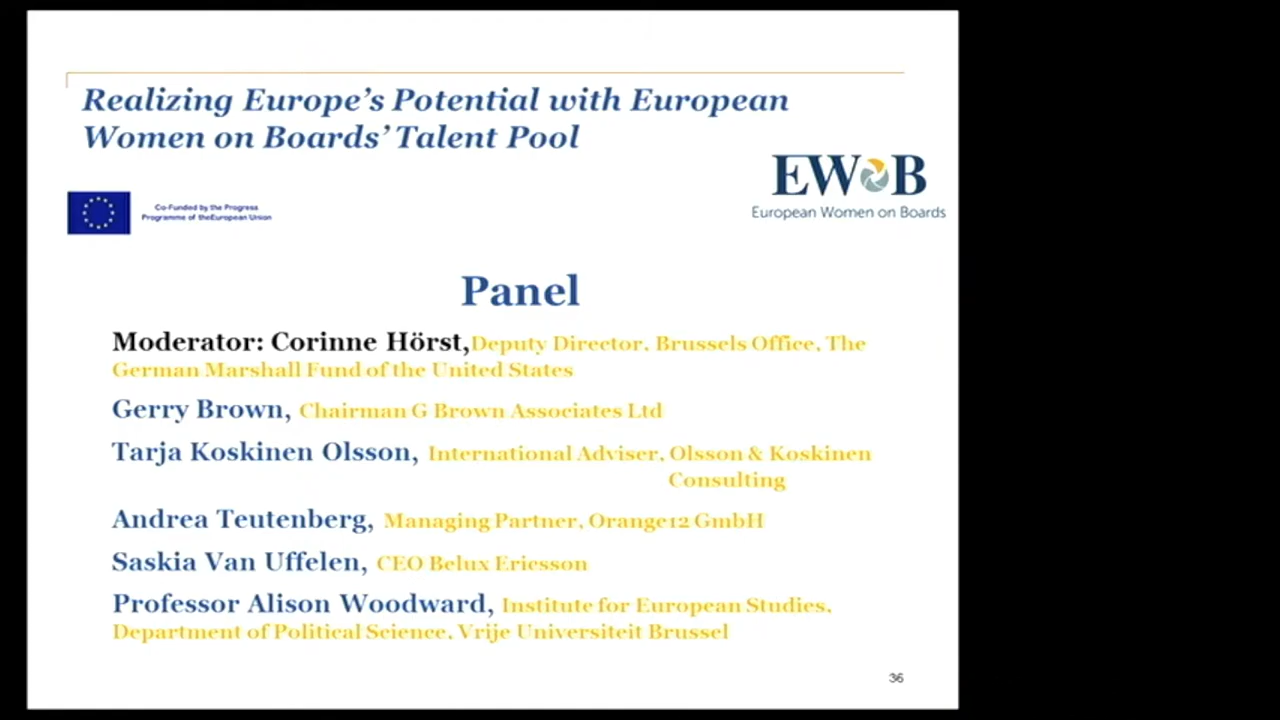 Realizing Europe's Potential with European
Women on Boards' Talent Pool
EWoB
European Women on Boards
Co-Funded by the Progress
Programme of theEuropean Union
Panel
Moderator: Corinne Hörst,Deputy Director, Brussels Office, The
German Marshall Fund of the United States
Gerry Brown, Chairman G Brown Associates Ltd
Tarja Koskinen Olsson, International Adviser, Olsson & Koskinen
Consulting
Andrea Teutenberg, Managing Partner, Orange12 GmbH
Saskia Van Uffelen, CEO Belux Ericsson
Professor Alison Woodward, Institute for European Studies,
Department of Political Science, Vrije Universiteit Brussel
36